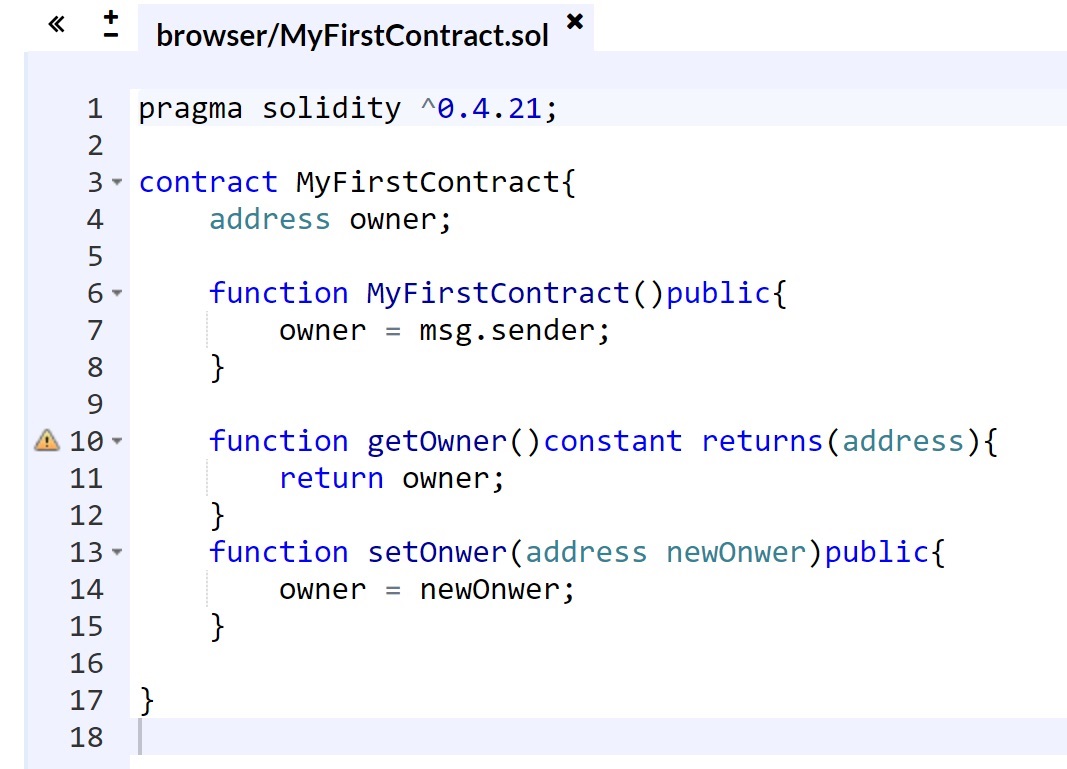 « + - browser/MyFirstContract.sol ✖
1 pragma solidity ^0.4.21;
2
3 contract MyFirstContract{
4 address owner;
5
6 function MyFirstContract()public{
7 owner = msg.sender;
8 }
9
10 function getOwner()constant returns(address){
11 return owner;
12 }
13 function setOnwer(address newOnwer)public{
14 owner = newOnwer;
15 }
16
17 }
18